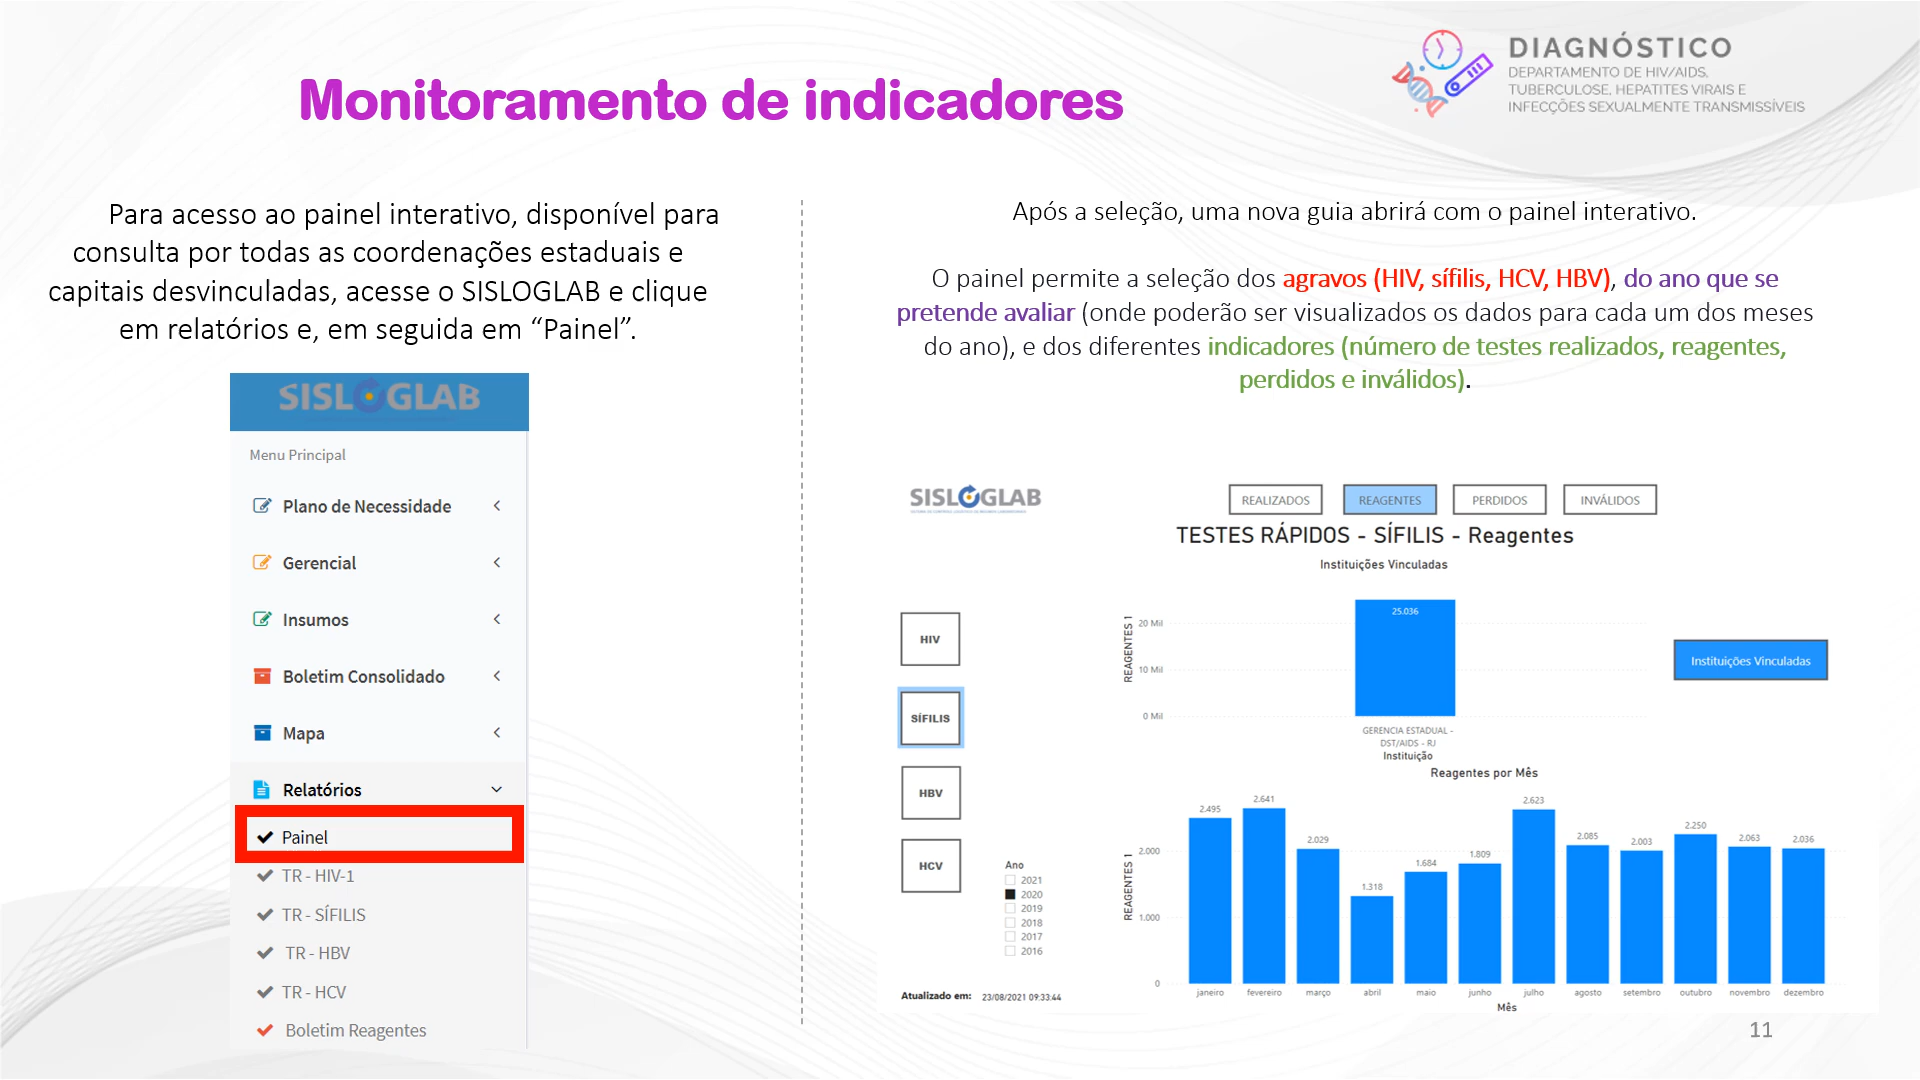 DIAGNÓSTICO
DEPARTAMENTO DE HIV/AIDS,
TUBERCULOSE, HEPATITES VIRAIS E
INFECÇÕES SEXUALMENTE TRANSMISSÍVEIS
Monitoramento de indicadores
Para acesso ao painel interativo, disponível para
consulta por todas as coordenações estaduais e
capitais desvinculadas, acesse o SISLOGLAB e clique
em relatórios e, em seguida em “Painel”.
SISLOGLAB
Menu Principal
Plano de Necessidade
Gerencial
Insumos
Boletim Consolidado
Mapa
Relatórios
Painel
TR - HIV-1
TR - SÍFILIS
TR - HBV
TR - HCV
Boletim Reagentes
Após a seleção, uma nova guia abrirá com o painel interativo.
O painel permite a seleção dos agravos (HIV, sífilis, HCV, HBV), do ano que se
pretende avaliar (onde poderão ser visualizados os dados para cada um dos meses
do ano), e dos diferentes indicadores (número de testes realizados, reagentes,
perdidos e inválidos).
SISLOGLAB
REALIZADOS REAGENTES PERDIDOS INVÁLIDOS
TESTES RÁPIDOS - SÍFILIS - Reagentes
Instituições Vinculadas
HIV
SÍFILIS
HBV
HCV
Ano
2021
2020
2019
2018
2017
2016
Atualizado em: 23/08/2021 09:33:44
REAGENTES 1
20 Mil
10 Mil
0 Mil
25.036
GERENCIA ESTADUAL -
DST/AIDS - RJ
Instituição
Instituições Vinculadas
Reagentes por Mês
REAGENTES 1
2.000
1.000
0
2.495 2.641 2.029 1.318 1.684 1.809 2.623 2.085 2.003 2.250 2.063 2.036
janeiro fevereiro março abril maio junho julho agosto setembro outubro novembro dezembro
Mês
11